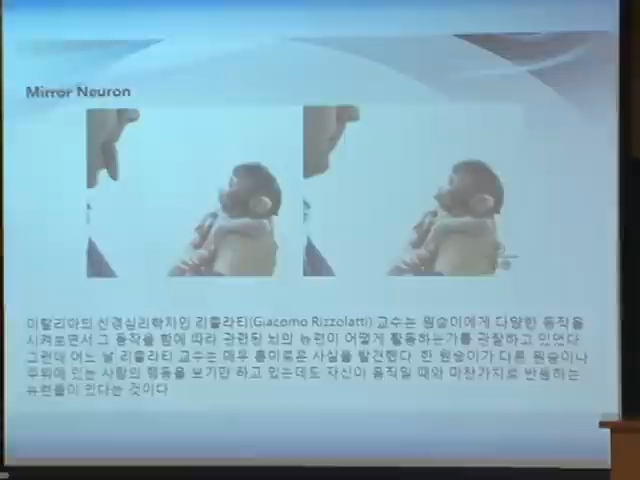 Mirror Neuron
이탈리아의 신경심리학자인 리촐라티(Giacomo Rizzolatti) 교수는 원숭이에게 다양한 동작을
시켜보면서 그 동작을 함에 따라 관련된 뇌의 뉴런이 어떻게 활동하는가를 관찰하고 있었다
그런데 어느 날 리촐라티 교수는 매우 흥미로운 사실을 발견한다 한 원숭이가 다른 원숭이나
주위에 있는 사람의 행동을 보기만 하고 있는데도 자신이 움직일 때와 마찬가지로 반응하는
뉴런들이 있다는 것이다